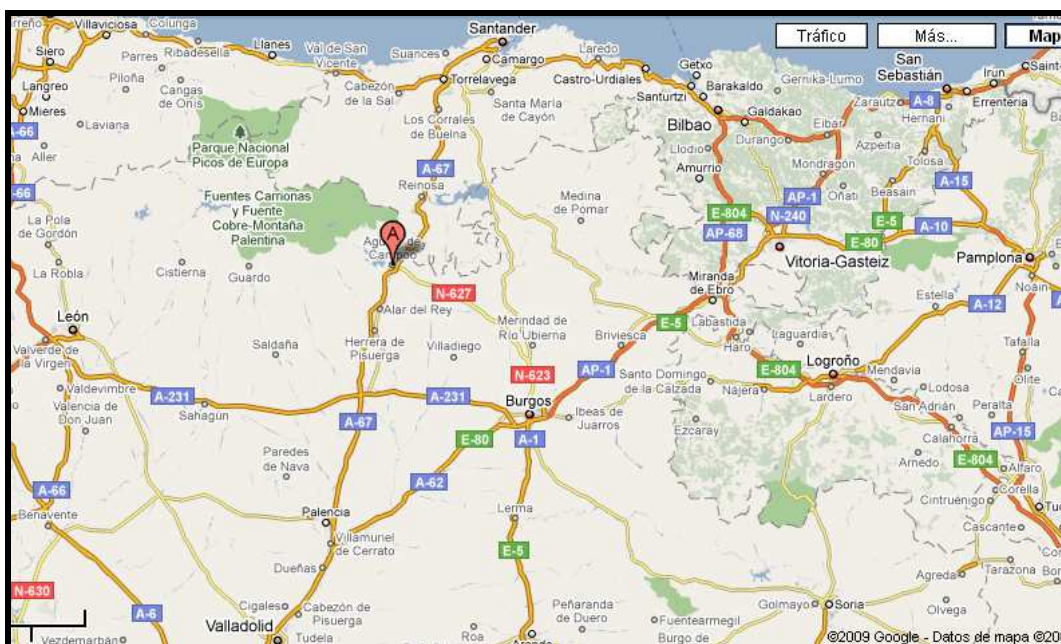 Villaviciosa
Colunga
Santander
Tráfico
Más...
Map
Siero
Parres
Ribadesella
Llanes
Val de San
Vicente
Suances
Camargo
Laredo
Getxo
San
Sebastián
Piloña
Cangas
de Onís
Cabezón
de la Sal
Torrelavega
Castro-Urdiales
Barakaldo
Gernika-Lumo
Irun
Langreo
Santa María
de Cayón
Santurtzi
Galdakao
Zarautz
A-8
Errenteria
Mieres
Laviana
Los Corrales
de Buelna
Bilbao
Eibar
Hernani
A-66
Parque Nacional
Picos de Europa
Durango
Azpeitia
Aller
Llodio
Mondragón
Tolosa
A-67
Amurrio
Beasain
A-15
Reinosa
AP-1
Oñati
Fuentes Carrionas
y Fuente
Cobre-Montaña
Palentina
Medina
de Pomar
E-804
N-240
E-5
A-10
La Pola
de Gordón
AP-68
E-80
A
La Robla
Cistierna
Guardo
Vitoria-Gasteiz
Pamplona
N-627
Miranda
de Ebro
Noáin
Alar del Rey
Estella
A-12
León
Merindad de
Río Ubierna
E-5
Labastida
Laguardia
Herrera de
Pisuerga
Villadiego
Briviesca
Haro
Tafalla
Valverde de
la Virgen
Saldaña
AP-1
Logroño
N-623
Santo Domingo
de la Calzada
E-804
Mendavia
Olite
Valdevimbre
A-231
A-231
Burgos
Nájera
Lardero
Lodosa
Valencia de
Don Juan
Sahagún
A-67
Ibeas de
Juarros
San Adrián
Peralta
E-80
A-1
Ezcaray
Calahorra
AP-15
Paredes
de Nava
Arnedo
E-804
Alfaro
A-66
A-62
Corella
Cintruénigo
Benavente
Palencia
Lerma
Cascante
Villamuriel
de Cerrato
E-5
Dueñas
Tarazona
N-630
Agreda
A-6
Cigales
Cabezón de
Pisuerga
Peñaranda
de Duero
Golmayo
Soria
Olvega
Valladolid
Fuentearmegil
Vezdemarbán
Tudela
Roa
Burgo de
©2009 Google - Datos de mapa ©20